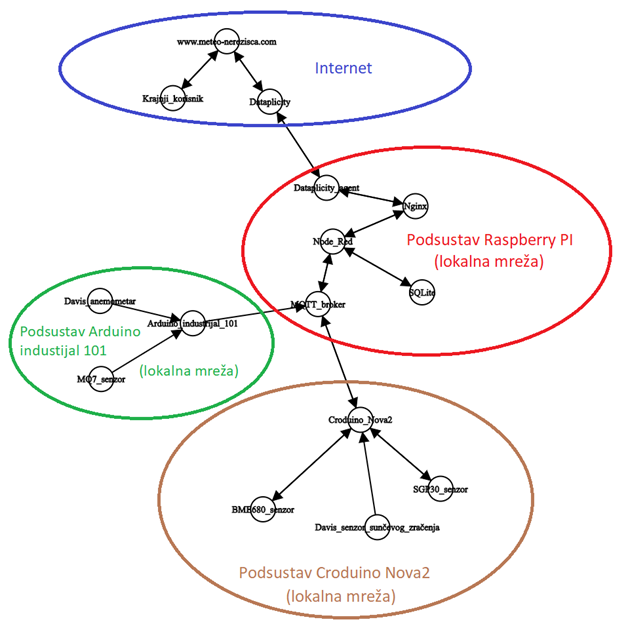 www.meteo-nerezisca.com
Internet
Krajnji_korisnik
Dataplicity
Dataplicity_agent
Nginx
Node_Red
Podsustav Raspberry PI
(lokalna mreža)
SQLite
MQTT_broker
Davis_anemometar
Arduino_industrijal_101
Podsustav Arduino
industijal 101
(lokalna mreža)
MQ7_senzor
Croduino_Nova2
SGP30_senzor
BME680_senzor
Davis_senzor_sunčevog_zračenja
Podsustav Croduino Nova2
(lokalna mreža)